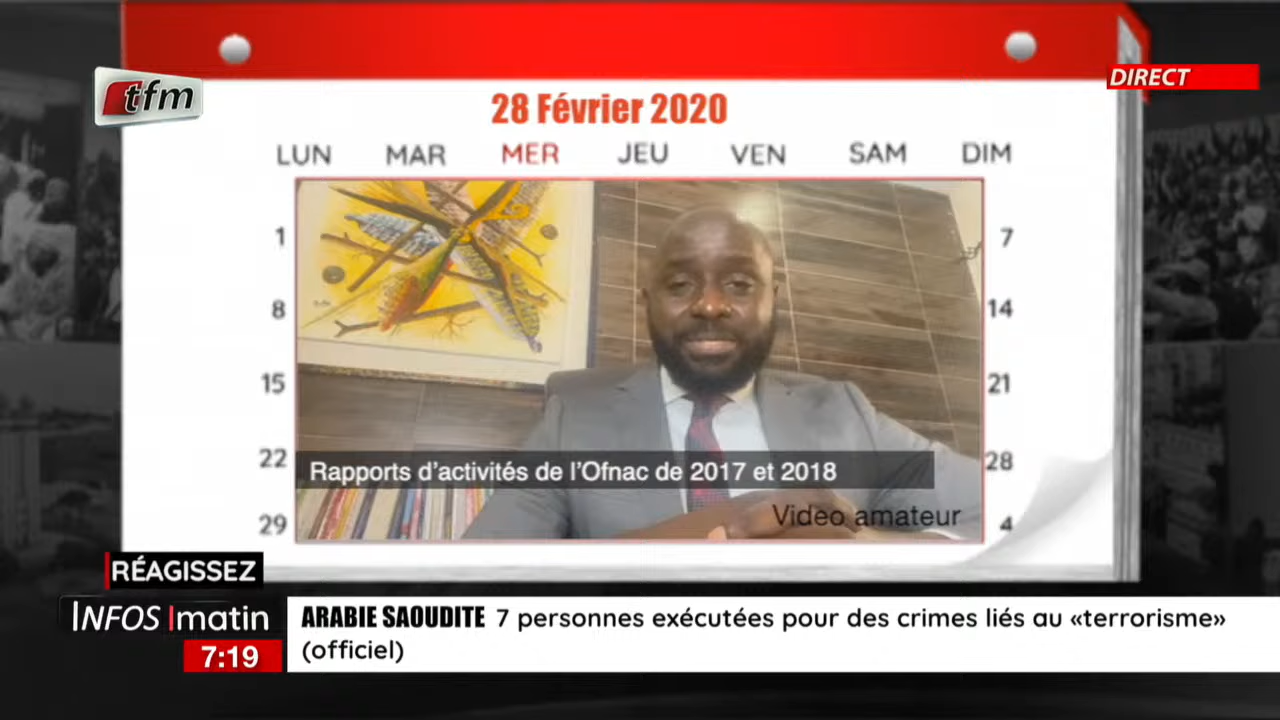 tfm
DIRECT
28 Février 2020
LUN MAR MER JEU VEN SAM DIM
1 7
8 14
15 21
22 28
29 4
Rapports d'activités de l'Ofnac de 2017 et 2018
Video amateur
RÉAGISSEZ
INFOS matin
7:19
ARABIE SAOUDITE 7 personnes exécutées pour des crimes liés au «terrorisme»
(officiel)